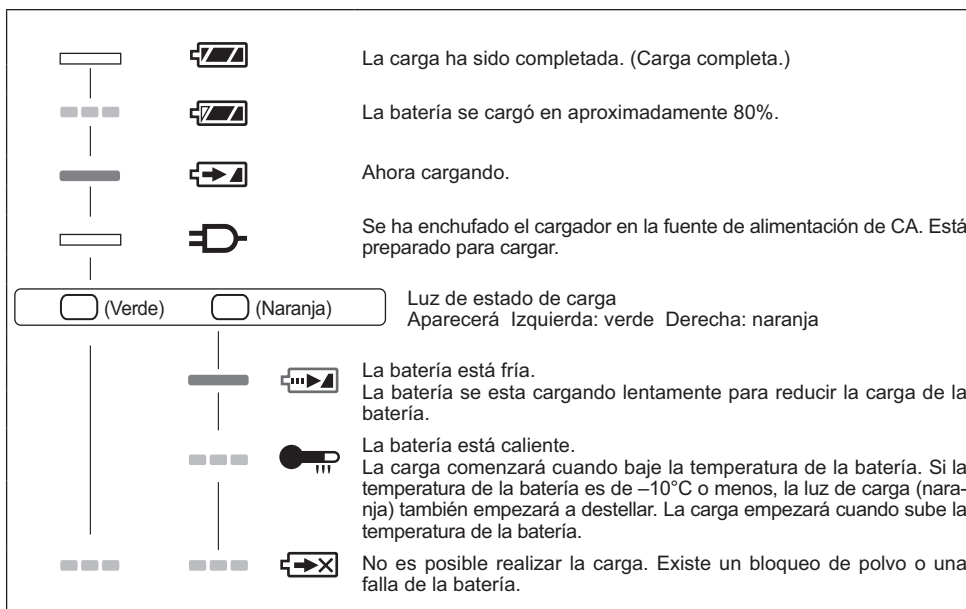 La carga ha sido completada. (Carga completa.)
La batería se cargó en aproximadamente 80%.
Ahora cargando.
Se ha enchufado el cargador en la fuente de alimentación de CA. Está
preparado para cargar.
(Verde) (Naranja)
Luz de estado de carga
Aparecerá Izquierda: verde Derecha: naranja
La batería está fría.
La batería se esta cargando lentamente para reducir la carga de la
batería.
La batería está caliente.
La carga comenzará cuando baje la temperatura de la batería. Si la
temperatura de la batería es de –10°C o menos, la luz de carga (nara-
nja) también empezará a destellar. La carga empezará cuando sube la
temperatura de la batería.
No es posible realizar la carga. Existe un bloqueo de polvo o una
falla de la batería.